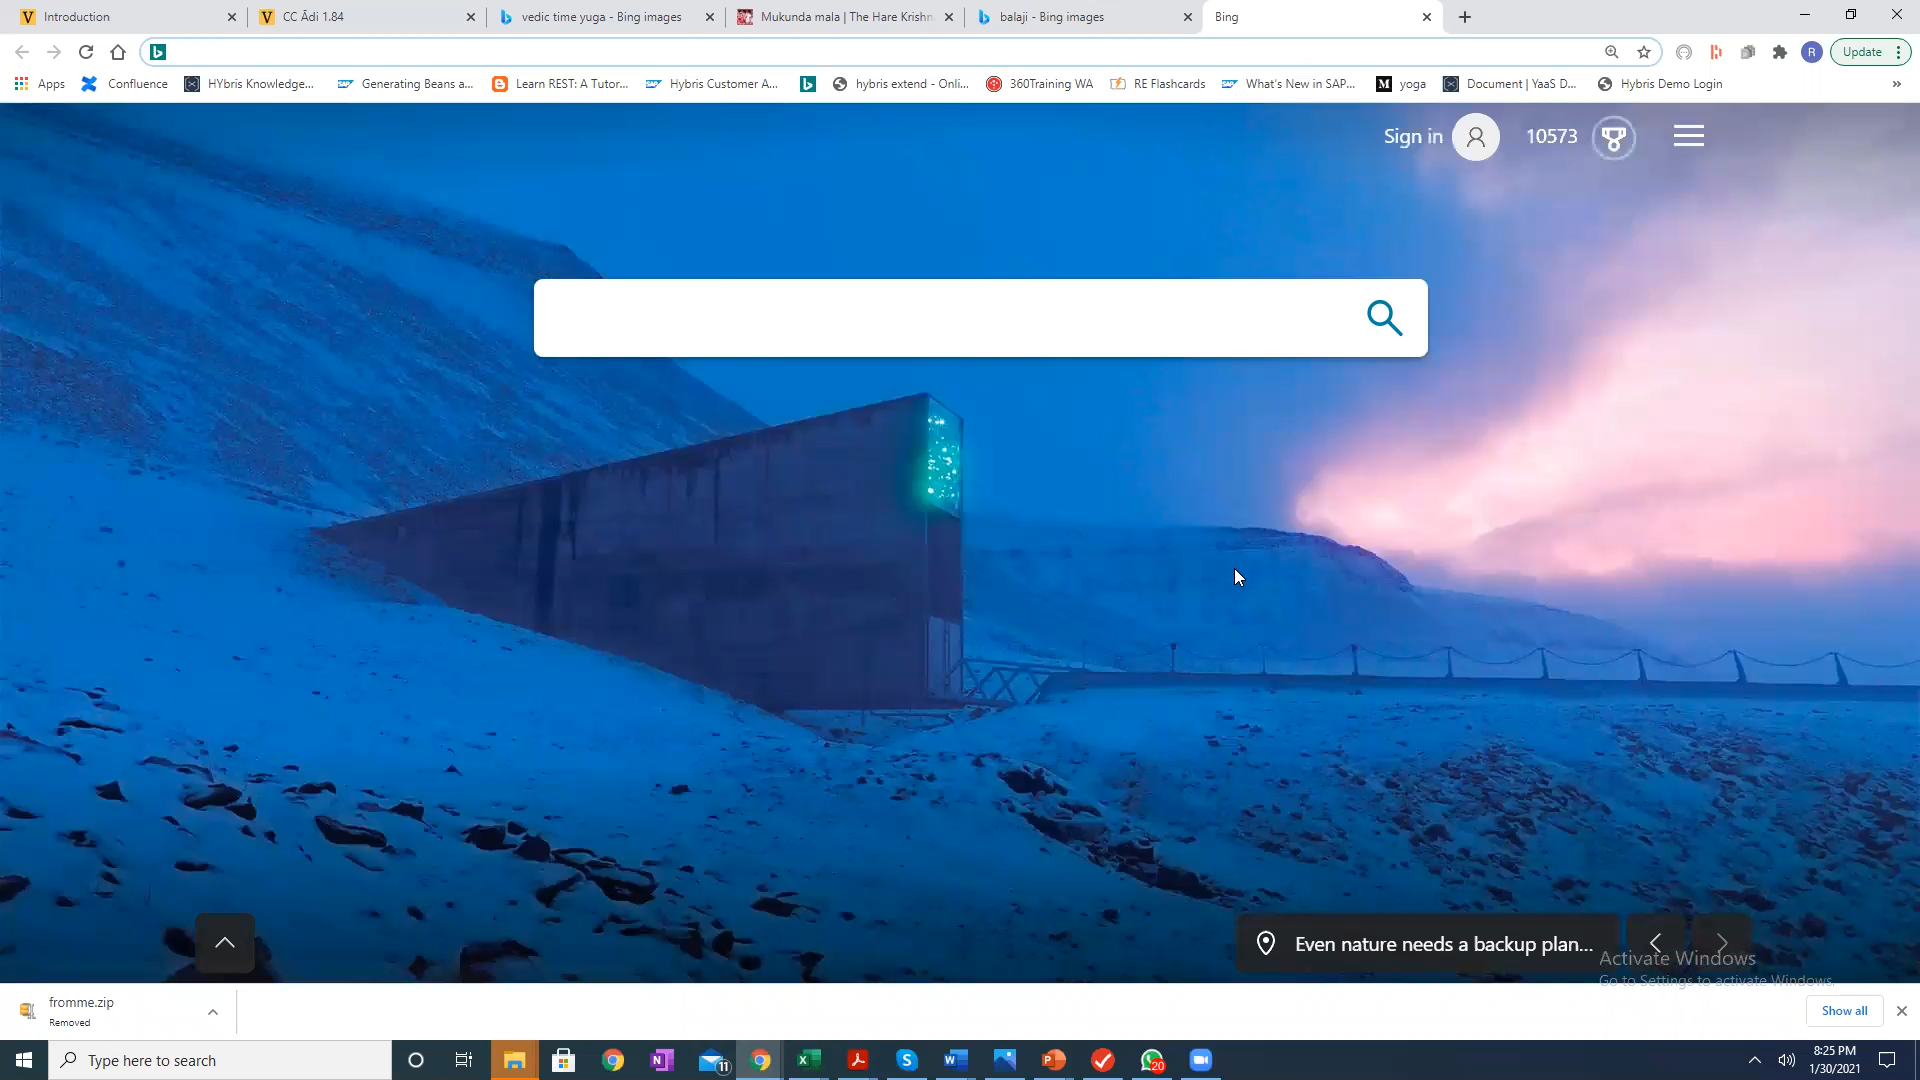 Introduction
CC Ādi 1.84
vedic time yuga - Bing images
Mukunda mala | The Hare Krishn
balaji - Bing images
Bing
Update
Apps
Confluence
HYbris Knowledge...
Generating Beans a...
Learn REST: A Tutor...
Hybris Customer A...
hybris extend - Onli...
360Training WA
RE Flashcards
What's New in SAP...
yoga
Document | YaaS D...
Hybris Demo Login
Sign in
10573
Even nature needs a backup plan...
Activate Windows
Go to Settings to activate Windows.
fromme.zip
Removed
Show all
Type here to search
11
20
8:25 PM
1/30/2021